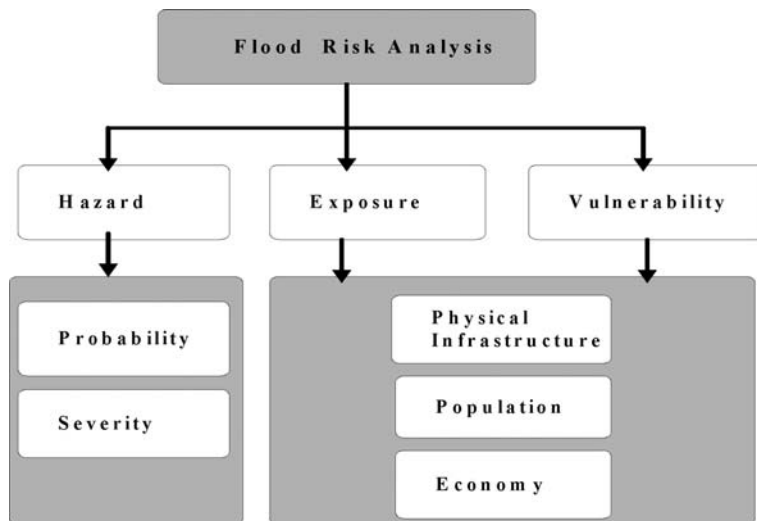 Flood Risk Analysis
Hazard
Exposure
Vulnerability
Probability
Severity
Physical
Infrastructure
Population
Economy